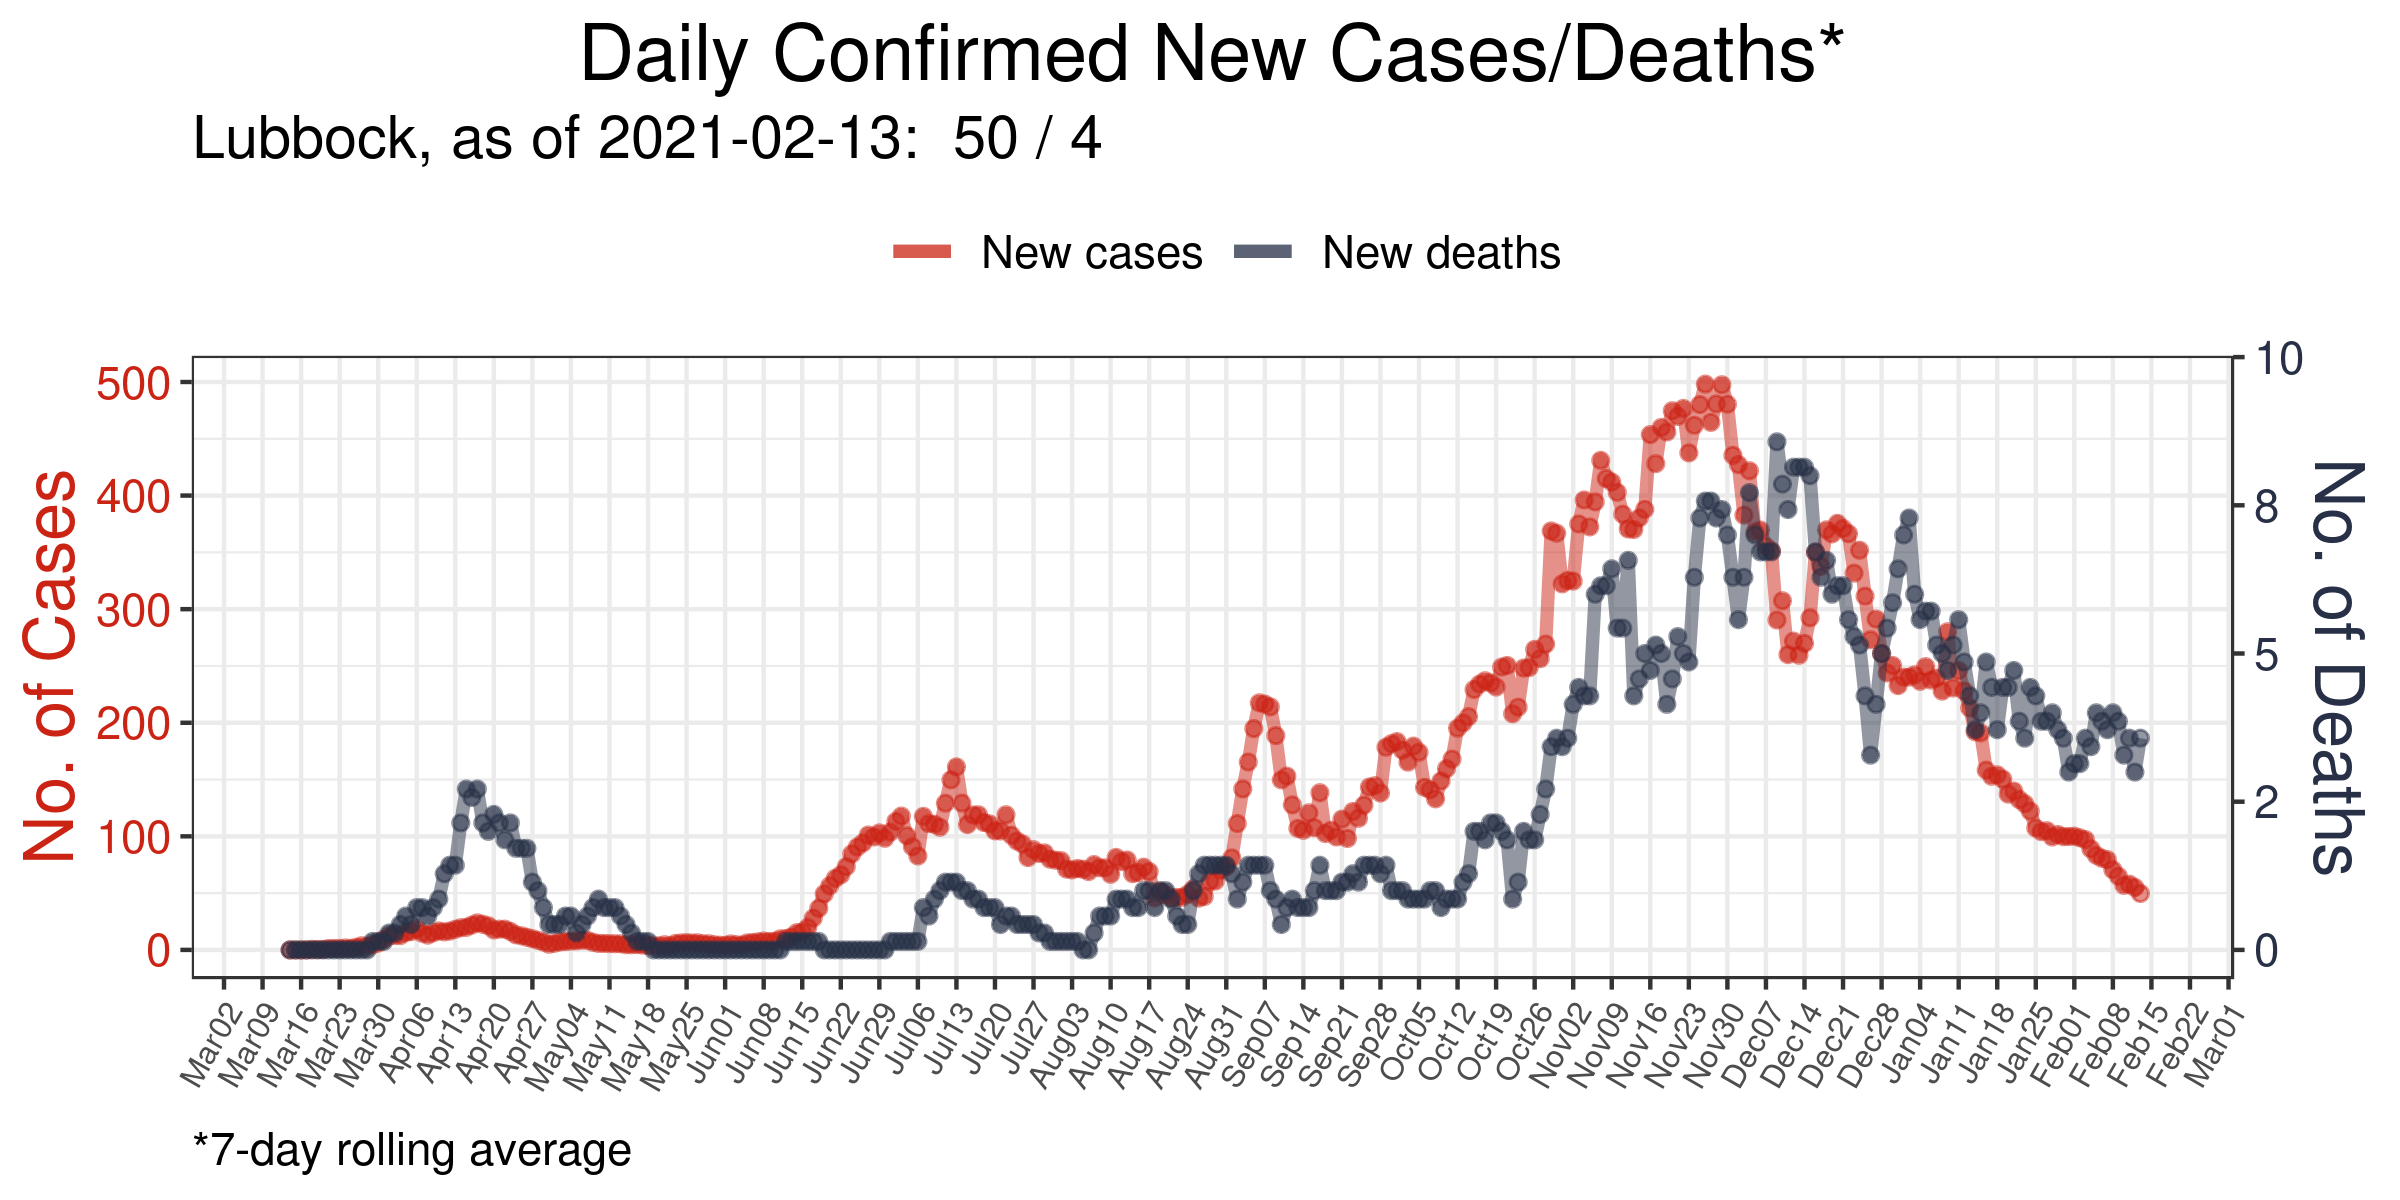 Daily Confirmed New Cases/Deaths*
Lubbock, as of 2021-02-13:  50 / 4
New cases
New deaths
No. of Cases
500
400
300
200
100
0
10
8
5
2
0
No. of Deaths
Mar02
Mar09
Mar16
Mar23
Mar30
Apr06
Apr13
Apr20
Apr27
May04
May11
May18
May25
Jun01
Jun08
Jun15
Jun22
Jun29
Jul06
Jul13
Jul20
Jul27
Aug03
Aug10
Aug17
Aug24
Aug31
Sep07
Sep14
Sep21
Sep28
Oct05
Oct12
Oct19
Oct26
Nov02
Nov09
Nov16
Nov23
Nov30
Dec07
Dec14
Dec21
Dec28
Jan04
Jan11
Jan18
Jan25
Feb01
Feb08
Feb15
Feb22
Mar01
*7-day rolling average